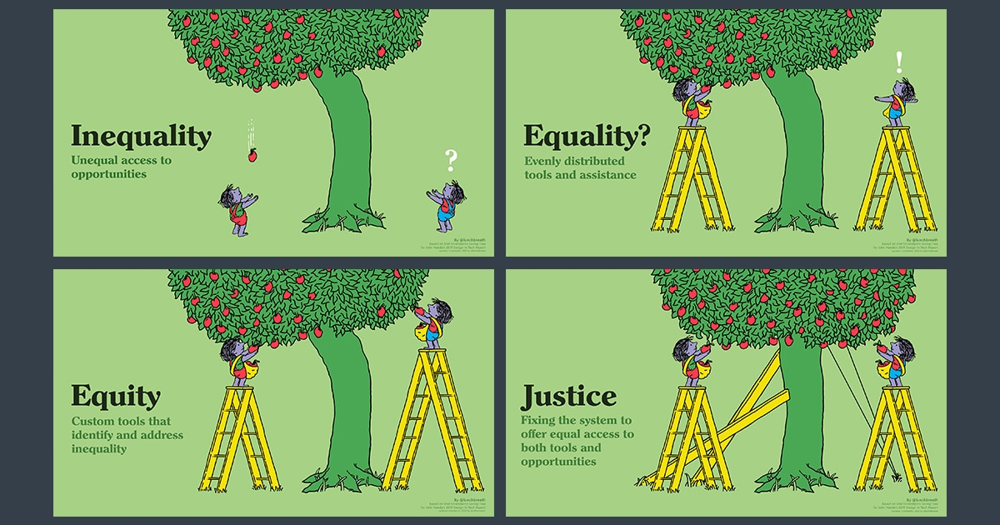 Inequality
Unequal access to
opportunities
?
By @lunchbreath
Based on Shel Silverstein's Giving Tree
for John Maeda's 2019 Design In Tech Report
Equality?
Evenly distributed
tools and assistance
!
By @lunchbreath
Based on Shel Silverstein's Giving Tree
for John Maeda's 2019 Design In Tech Report
Equity
Custom tools that
identify and address
inequality
By @lunchbreath
Based on Shel Silverstein's Giving Tree
for John Maeda's 2019 Design In Tech Report
Justice
Fixing the system to
offer equal access to
both tools and
opportunities
By @lunchbreath
Based on Shel Silverstein's Giving Tree
for John Maeda's 2019 Design In Tech Report